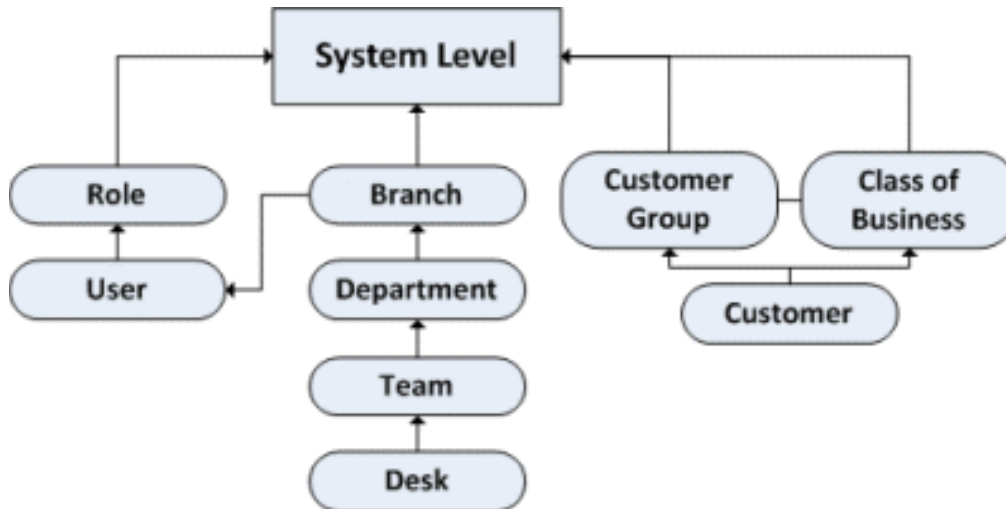 System Level
Role
Branch
Customer
Group
Class of
Business
User
Department
Customer
Team
Desk